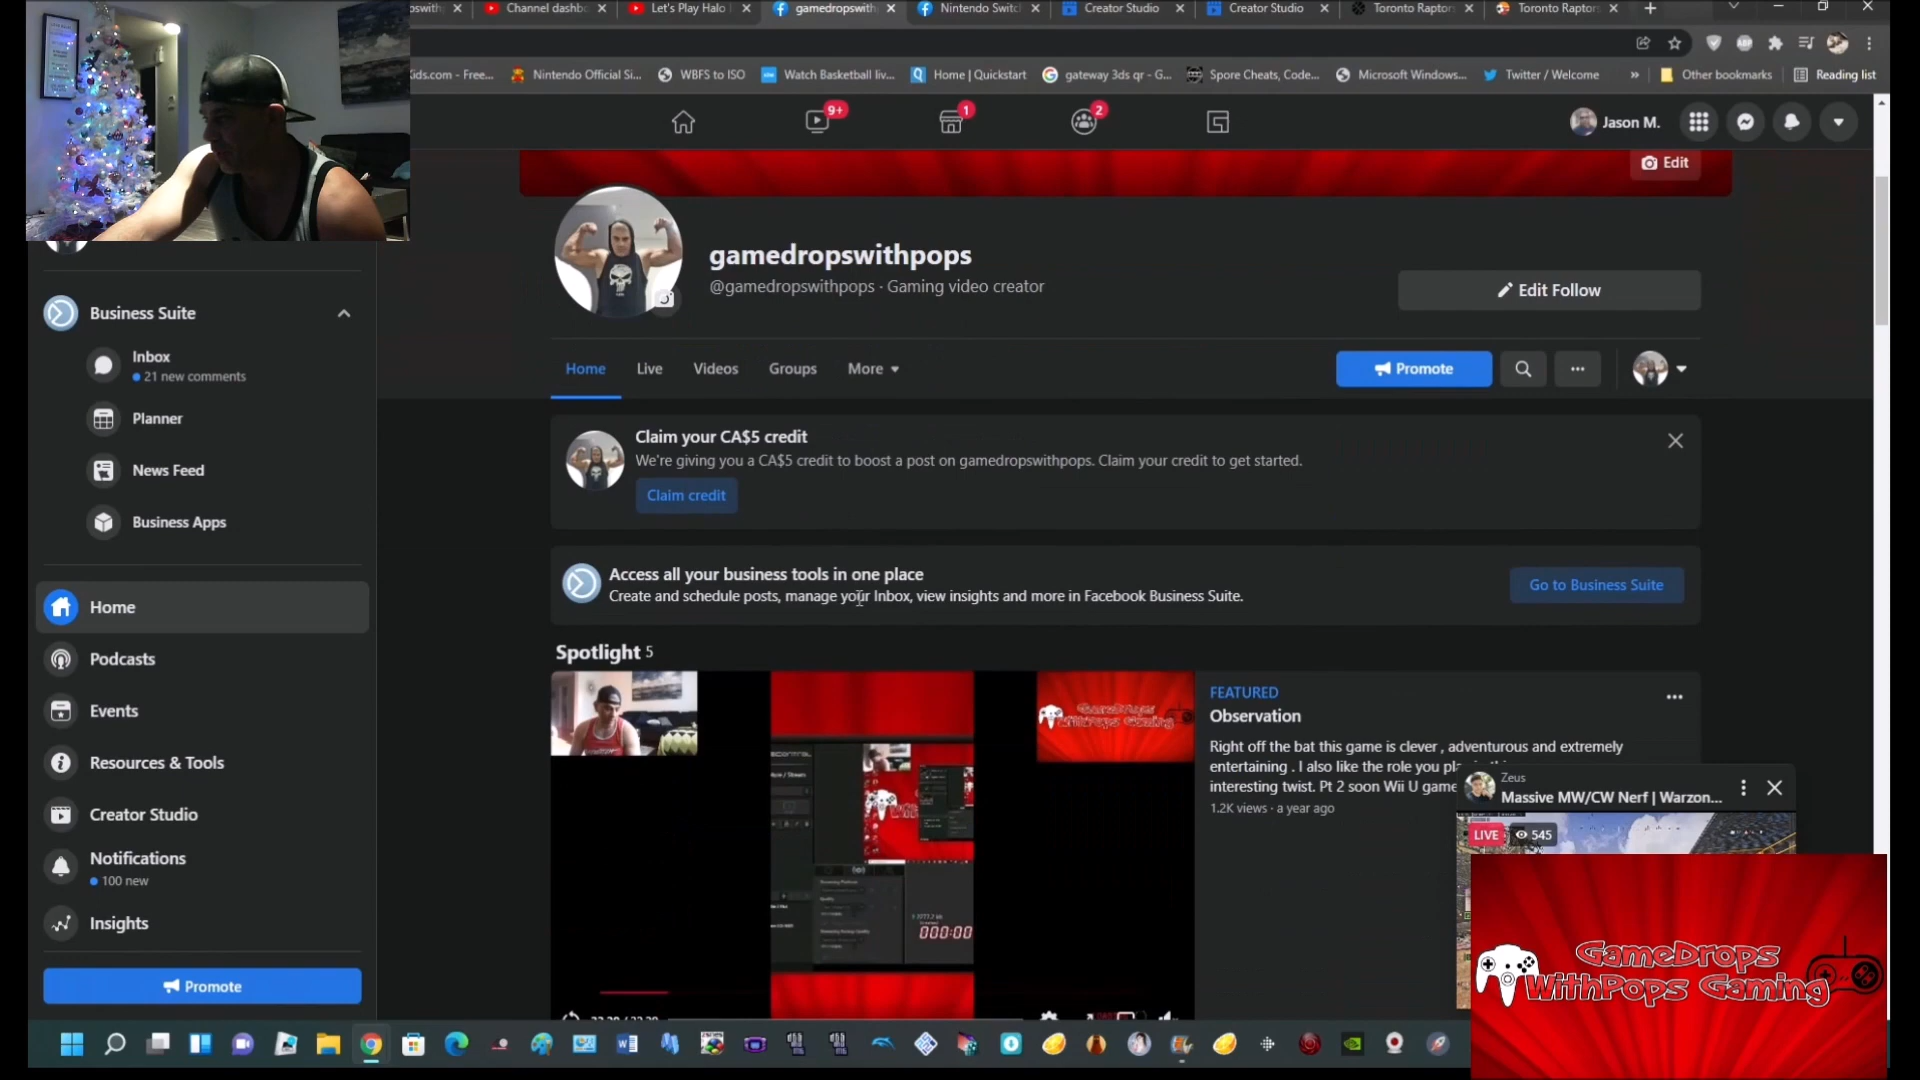 Channel dashb
Let's Play Halo
gamedropswith
Nintendo Switc
Creator Studio
Creator Studio
Toronto Raptor
Toronto Raptors
Kids.com - Free...
Nintendo Official Si...
WBFS to ISO
Watch Basketball liv...
Home | Quickstart
gateway 3ds qr - G...
Spore Cheats, Code...
Microsoft Windows...
Twitter / Welcome
»
Other bookmarks
Reading list
9+
1
2
Jason M.
Edit
gamedropswithpops
@gamedropswithpops · Gaming video creator
Edit Follow
Business Suite
Inbox
21 new comments
Planner
News Feed
Business Apps
Home
Live
Videos
Groups
More
Promote
Claim your CA$5 credit
We're giving you a CA$5 credit to boost a post on gamedropswithpops. Claim your credit to get started.
Claim credit
Access all your business tools in one place
Create and schedule posts, manage your Inbox, view insights and more in Facebook Business Suite.
Go to Business Suite
Home
Podcasts
Events
Resources & Tools
Creator Studio
Notifications
100 new
Insights
Promote
Spotlight 5
GameDrops
WithPops Gaming
000:00
FEATURED
Observation
Right off the bat this game is clever , adventurous and extremely
entertaining . I also like the role you
interesting twist. Pt 2 soon Wii U game
1.2K views · a year ago
Zeus
Massive MW/CW Nerf | Warzon...
LIVE
545
GameDrops
WithPops Gaming